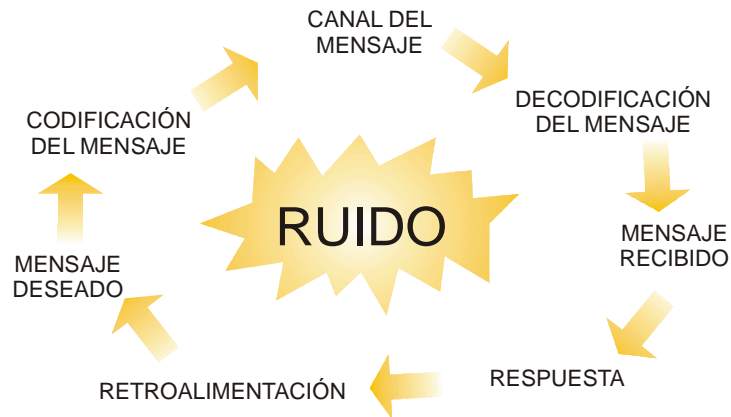 CANAL DEL
MENSAJE
DECODIFICACIÓN
DEL MENSAJE
CODIFICACIÓN
DEL MENSAJE
RUIDO
MENSAJE
RECIBIDO
MENSAJE
DESEADO
RESPUESTA
RETROALIMENTACIÓN